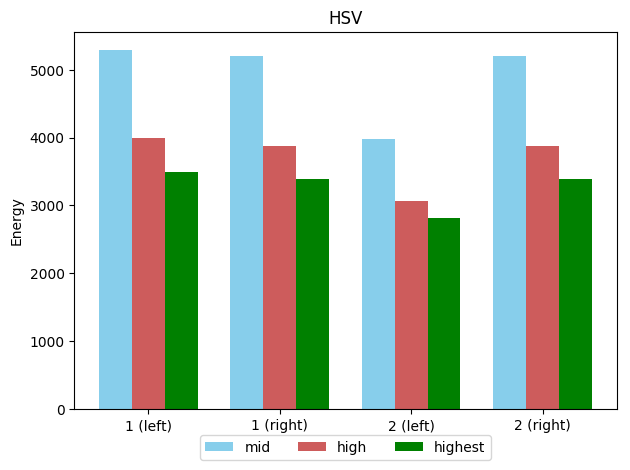 HSV
Energy
5000
4000
3000
2000
1000
0
1 (left) 1 (right) 2 (left) 2 (right)
mid high highest